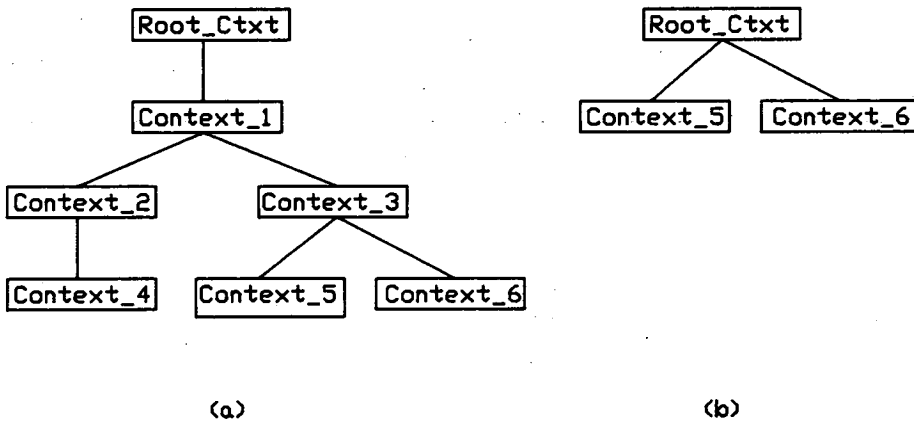 Root_Ctxt
Root_Ctxt
Context_1
Context_5
Context_6
Context_2
Context_3
Context_4
Context_5
Context_6
(a)
(b)